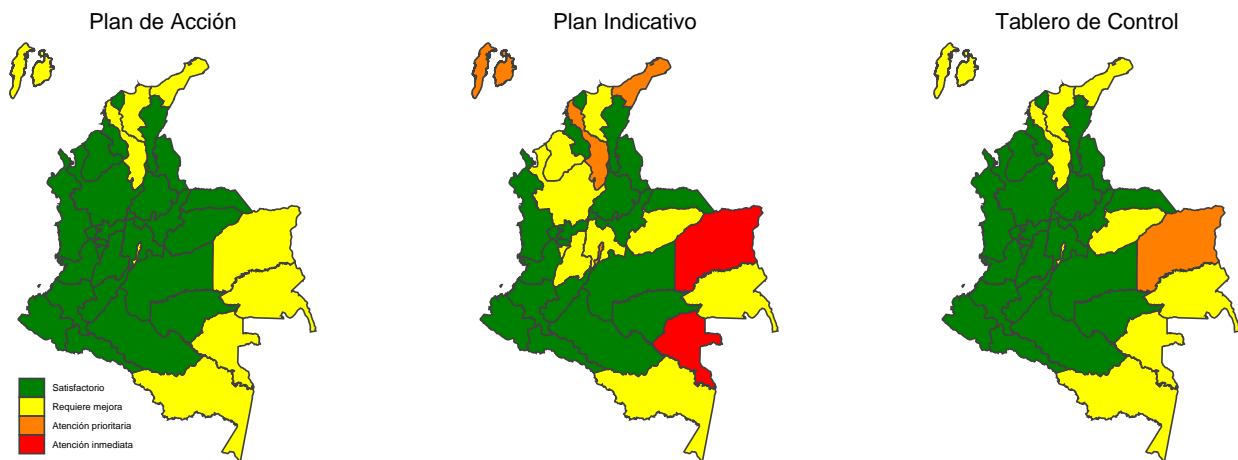 Plan de Acción
Plan Indicativo
Tablero de Control
Satisfactorio
Requiere mejora
Atención prioritaria
Atención inmediata